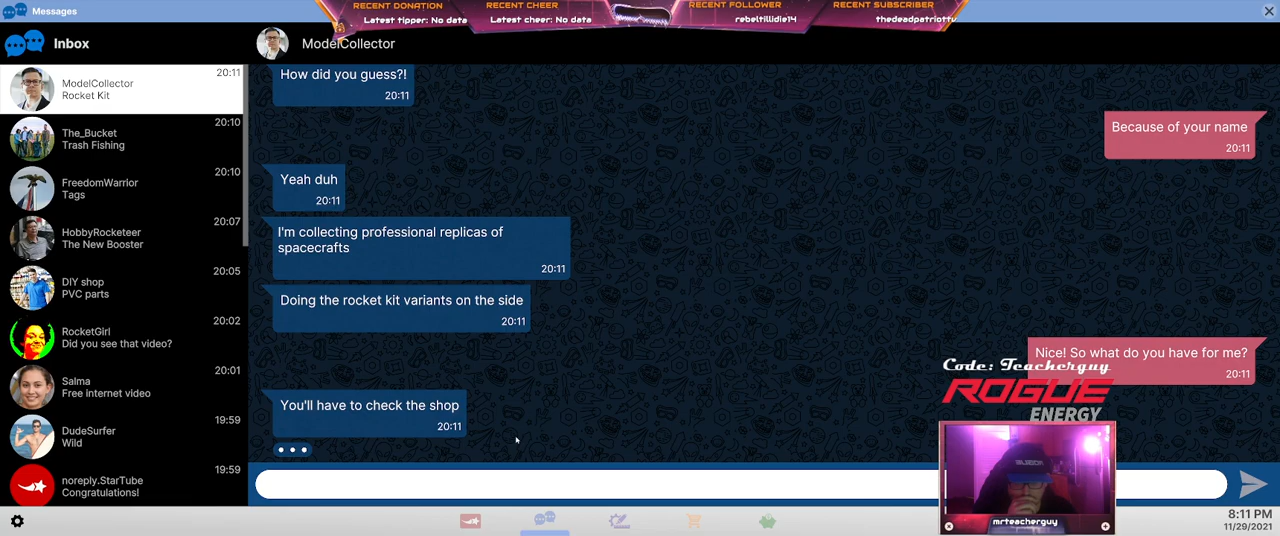 Messages
RECENT DONATION
Latest tipper: No data
RECENT CHEER
Latest cheer: No data
RECENT FOLLOWER
rebeltillidie14
RECENT SUBSCRIBER
thedeadpatriottv
Inbox
ModelCollector
ModelCollector
Rocket Kit
20:11
The_Bucket
Trash Fishing
20:10
FreedomWarrior
Tags
20:10
HobbyRocketeer
The New Booster
20:07
DIY shop
PVC parts
20:05
RocketGirl
Did you see that video?
20:02
Salma
Free internet video
20:01
DudeSurfer
Wild
19:59
noreply.StarTube
Congratulations!
19:59
How did you guess?!
20:11
Because of your name
20:11
Yeah duh
20:11
I'm collecting professional replicas of
spacecrafts
20:11
Doing the rocket kit variants on the side
20:11
Nice! So what do you have for me?
20:11
You'll have to check the shop
20:11
Code: Teacherguy
ROGUE
ENERGY
mrteacherguy
8:11 PM
11/29/2021